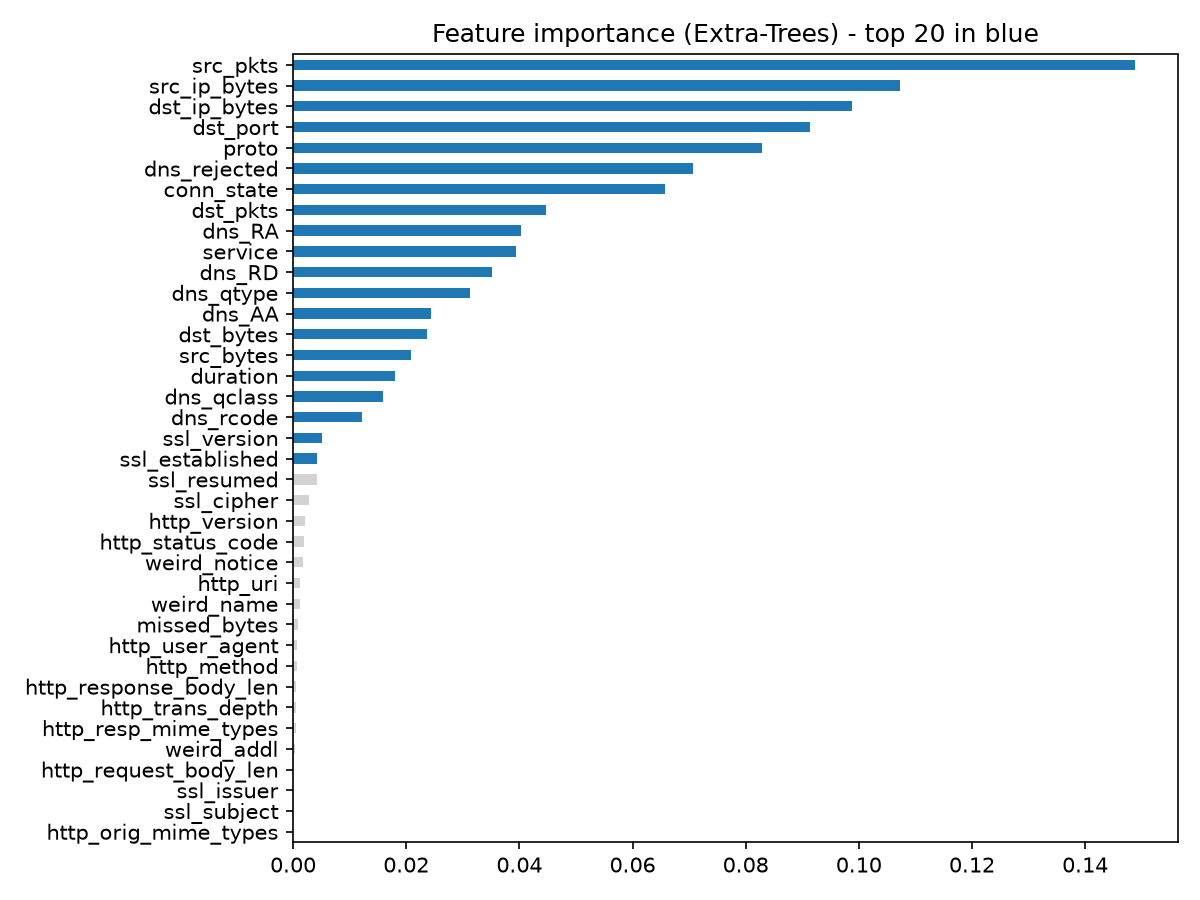 Feature importance (Extra-Trees) - top 20 in blue
src_pkts
src_ip_bytes
dst_ip_bytes
dst_port
proto
dns_rejected
conn_state
dst_pkts
dns_RA
service
dns_RD
dns_qtype
dns_AA
dst_bytes
src_bytes
duration
dns_qclass
dns_rcode
ssl_version
ssl_established
ssl_resumed
ssl_cipher
http_version
http_status_code
weird_notice
http_uri
weird_name
missed_bytes
http_user_agent
http_method
http_response_body_len
http_trans_depth
http_resp_mime_types
weird_addl
http_request_body_len
ssl_issuer
ssl_subject
http_orig_mime_types
0.00 0.02 0.04 0.06 0.08 0.10 0.12 0.14